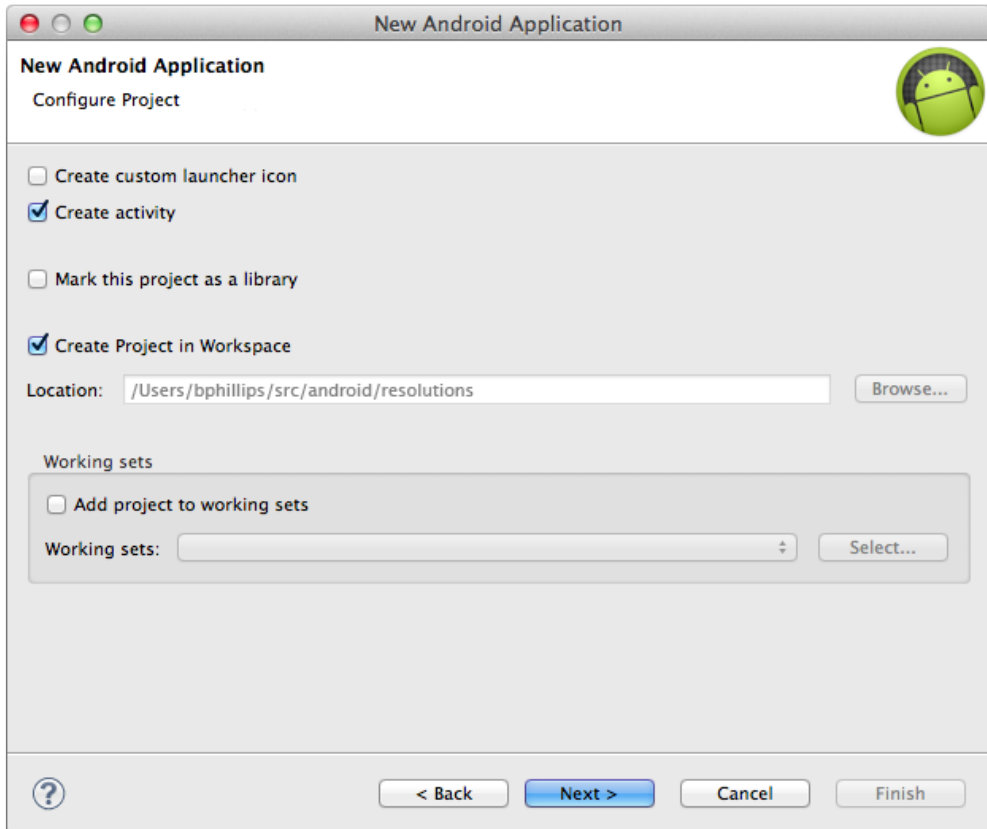 New Android Application
New Android Application
Configure Project
Create custom launcher icon
Create activity
Mark this project as a library
Create Project in Workspace
Location: /Users/bphillips/src/android/resolutions Browse...
Working sets
Add project to working sets
Working sets: Select...
? < Back Next > Cancel Finish